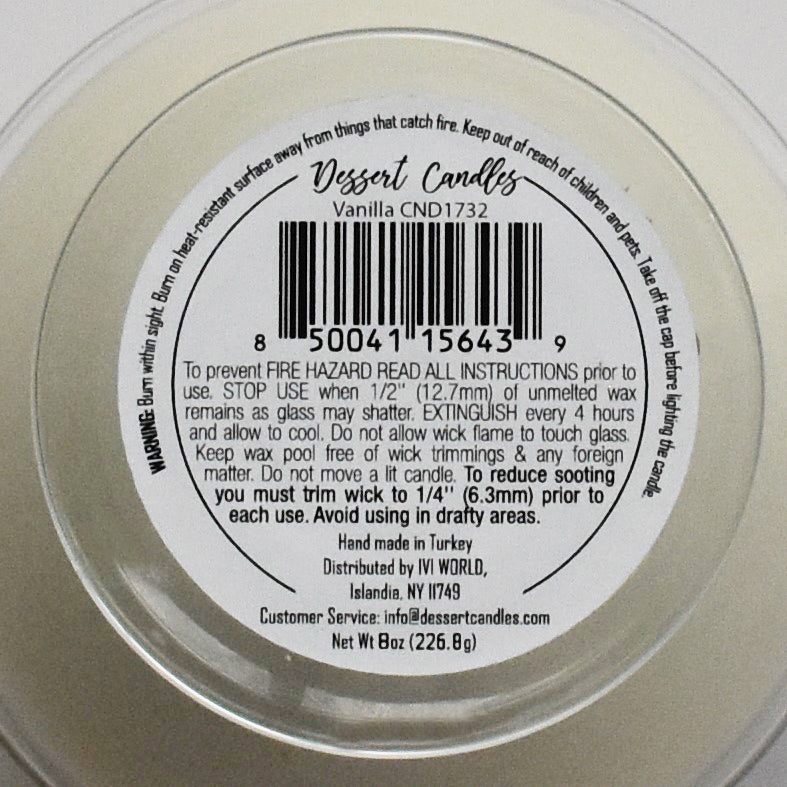 WARNING: Burn within sight. Burn on heat-resistant surface away from things that catch fire. Keep out of reach of children and pets. Take off the cap before lighting the candle.
Dessert Candles
Vanilla CND1732
8 50041 15643 9
To prevent FIRE HAZARD READ ALL INSTRUCTIONS prior to
use. STOP USE when 1/2" (12.7mm) of unmelted wax
remains as glass may shatter. EXTINGUISH every 4 hours
and allow to cool. Do not allow wick flame to touch glass.
Keep wax pool free of wick trimmings & any foreign
matter. Do not move a lit candle. To reduce sooting
you must trim wick to 1/4" (6.3mm) prior to
each use. Avoid using in drafty areas.
Hand made in Turkey
Distributed by IVI WORLD,
Islandia, NY 11749
Customer Service: info@dessertcandles.com
Net Wt 8oz (226.8g)